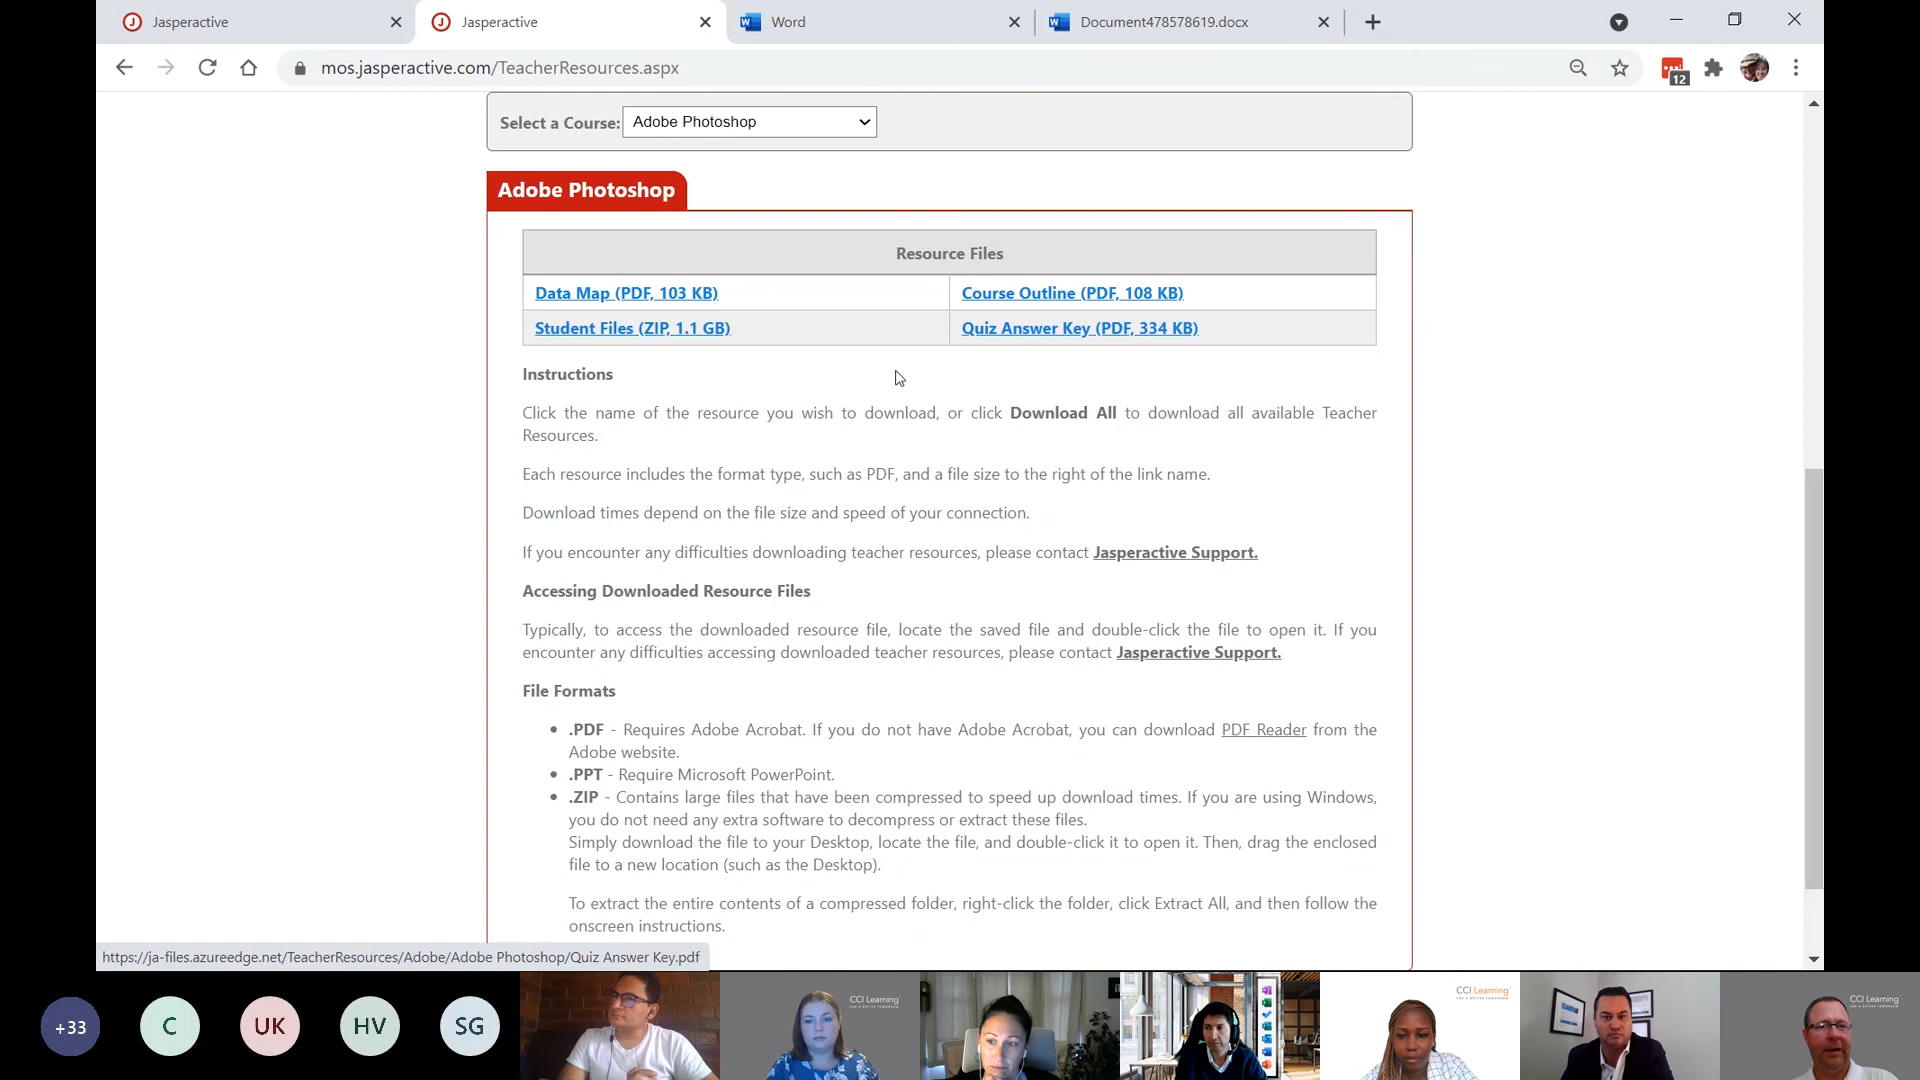 Jasperactive
Jasperactive
Word
Document478578619.docx
mos.jasperactive.com/TeacherResources.aspx
12
Select a Course: Adobe Photoshop
Adobe Photoshop
Resource Files
Data Map (PDF, 103 KB)
Course Outline (PDF, 108 KB)
Student Files (ZIP, 1.1 GB)
Quiz Answer Key (PDF, 334 KB)
Instructions
Click the name of the resource you wish to download, or click Download All to download all available Teacher
Resources.
Each resource includes the format type, such as PDF, and a file size to the right of the link name.
Download times depend on the file size and speed of your connection.
If you encounter any difficulties downloading teacher resources, please contact Jasperactive Support.
Accessing Downloaded Resource Files
Typically, to access the downloaded resource file, locate the saved file and double-click the file to open it. If you
encounter any difficulties accessing downloaded teacher resources, please contact Jasperactive Support.
File Formats
• .PDF - Requires Adobe Acrobat. If you do not have Adobe Acrobat, you can download PDF Reader from the
Adobe website.
• .PPT - Require Microsoft PowerPoint.
• .ZIP - Contains large files that have been compressed to speed up download times. If you are using Windows,
you do not need any extra software to decompress or extract these files.
Simply download the file to your Desktop, locate the file, and double-click it to open it. Then, drag the enclosed
file to a new location (such as the Desktop).
To extract the entire contents of a compressed folder, right-click the folder, click Extract All, and then follow the
onscreen instructions.
https://ja-files.azureedge.net/TeacherResources/Adobe/Adobe Photoshop/Quiz Answer Key.pdf
+33
C
UK
HV
SG
CCI Learning
CCI Learning
CCI Learning